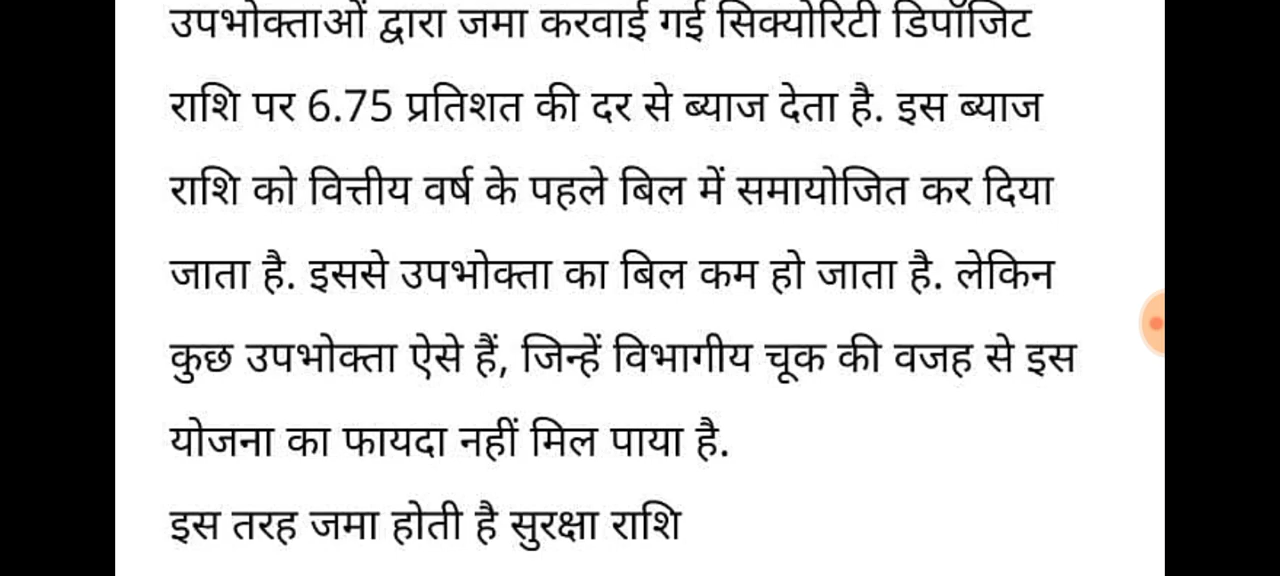 उपभोक्ताओं द्वारा जमा करवाई गई सिक्योरिटी डिपॉजिट
राशि पर 6.75 प्रतिशत की दर से ब्याज देता है. इस ब्याज
राशि को वित्तीय वर्ष के पहले बिल में समायोजित कर दिया
जाता है. इससे उपभोक्ता का बिल कम हो जाता है. लेकिन
कुछ उपभोक्ता ऐसे हैं, जिन्हें विभागीय चूक की वजह से इस
योजना का फायदा नहीं मिल पाया है.
इस तरह जमा होती है सुरक्षा राशि